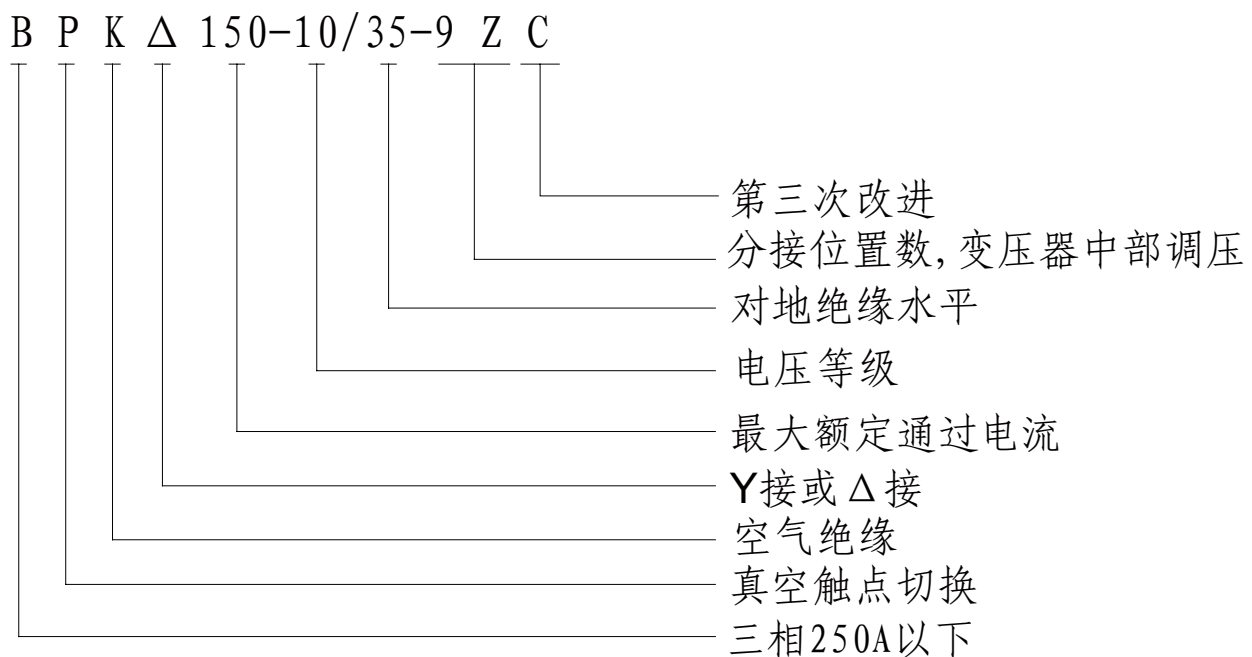 B P K Δ 150-10/35-9 Z C
第三次改进
分接位置数,变压器中部调压
对地绝缘水平
电压等级
最大额定通过电流
Y接或Δ接
空气绝缘
真空触点切换
三相250A以下